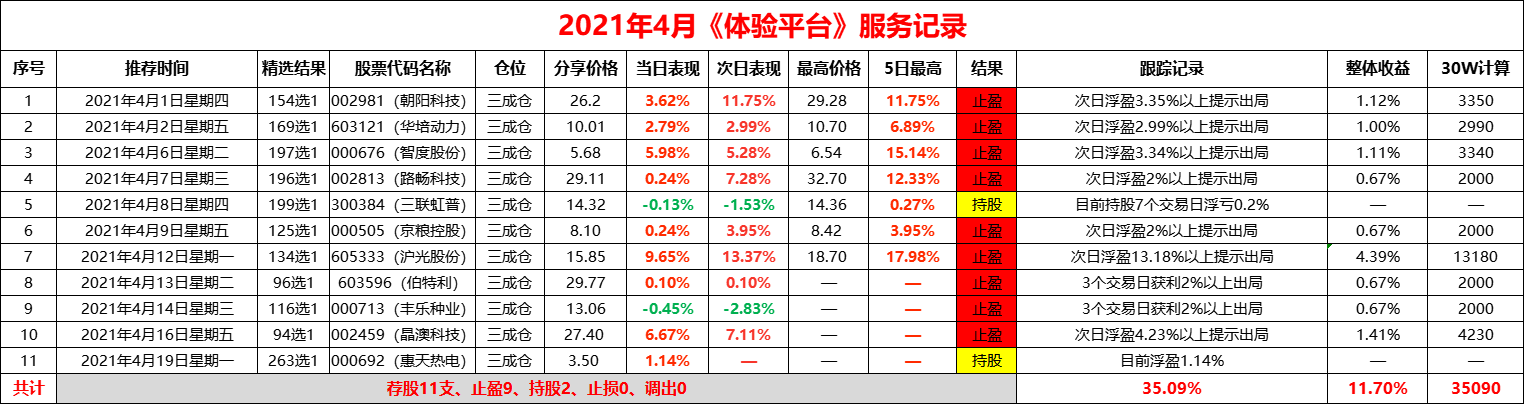 2021年4月《体验平台》服务记录
序号 推荐时间 精选结果 股票代码名称 仓位 分享价格 当日表现 次日表现 最高价格 5日最高 结果 跟踪记录 整体收益 30W计算
1 2021年4月1日星期四 154选1 002981（朝阳科技） 三成仓 26.2 3.62% 11.75% 29.28 11.75% 止盈 次日浮盈3.35%以上提示出局 1.12% 3350
2 2021年4月2日星期五 169选1 603121（华培动力） 三成仓 10.01 2.79% 2.99% 10.70 6.89% 止盈 次日浮盈2.99%以上提示出局 1.00% 2990
3 2021年4月6日星期二 197选1 000676（智度股份） 三成仓 5.68 5.98% 5.28% 6.54 15.14% 止盈 次日浮盈3.34%以上提示出局 1.11% 3340
4 2021年4月7日星期三 196选1 002813（路畅科技） 三成仓 29.11 0.24% 7.28% 32.70 12.33% 止盈 次日浮盈2%以上提示出局 0.67% 2000
5 2021年4月8日星期四 199选1 300384（三联虹普） 三成仓 14.32 -0.13% -1.53% 14.36 0.27% 持股 目前持股7个交易日浮亏0.2% — —
6 2021年4月9日星期五 125选1 000505（京粮控股） 三成仓 8.10 0.24% 3.95% 8.42 3.95% 止盈 次日浮盈2%以上提示出局 0.67% 2000
7 2021年4月12日星期一 134选1 605333（沪光股份） 三成仓 15.85 9.65% 13.37% 18.70 17.98% 止盈 次日浮盈13.18%以上提示出局 4.39% 13180
8 2021年4月13日星期二 96选1 603596（伯特利） 三成仓 29.77 0.10% 0.10% — — 止盈 3个交易日获利2%以上出局 0.67% 2000
9 2021年4月14日星期三 116选1 000713（丰乐种业） 三成仓 13.06 -0.45% -2.83% — — 止盈 3个交易日获利2%以上出局 0.67% 2000
10 2021年4月16日星期五 94选1 002459（晶澳科技） 三成仓 27.40 6.67% 7.11% — — 止盈 次日浮盈4.23%以上提示出局 1.41% 4230
11 2021年4月19日星期一 263选1 000692（惠天热电） 三成仓 3.50 1.14% — — — 持股 目前浮盈1.14% — —
共计 荐股11支、止盈9、持股2、止损0、调出0 35.09% 11.70% 35090